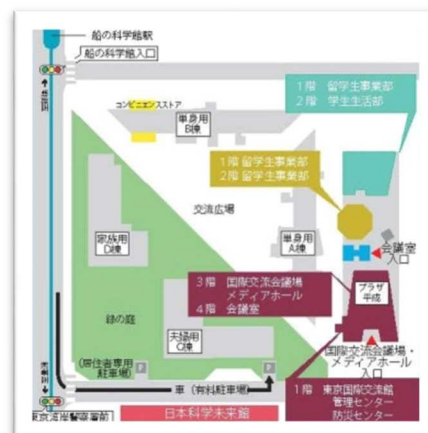 船の科学館駅
船の科学館入口
コンビニエンスストア
単身用
B棟
1階 留学生事業部
2階 学生生活部
1階 留学生事業部
2階 留学生事業部
交流広場
家族用
D棟
単身用
A棟
会議室
入口
3階 国際交流会議場
メディアホール
4階 会議室
プラザ
平成
緑の庭
夫婦用
C棟
国際交流会議場・
メディアホール
入口
(居住者専用
駐車場)
P
P
車(有料駐車場)
1階 東京国際交流館
管理センター
防災センター
東京湾岸警察署前
日本科学未来館